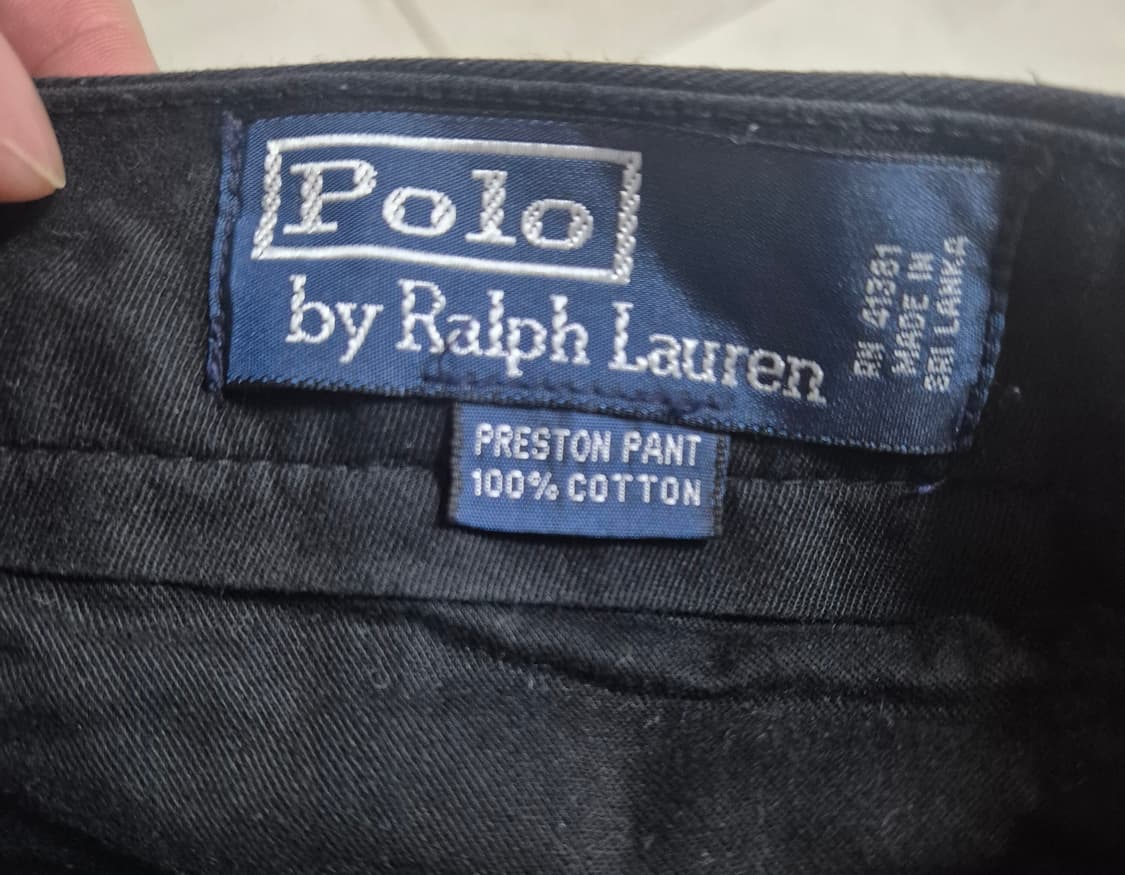 Polo
by Ralph Lauren
RN 41381
MADE IN
SRI LANKA
PRESTON PANT
100% COTTON